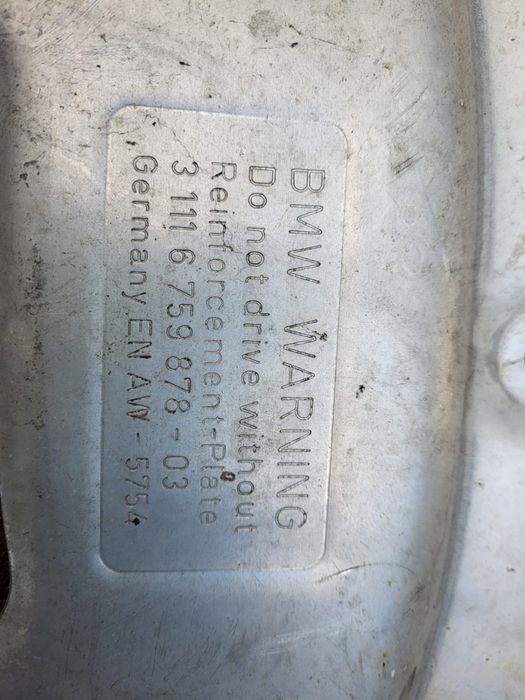 BMW WARNING
Do not drive without
Reinforcement-Plate
3 111 6 759 878 - 03
Germany EN AW - 5754